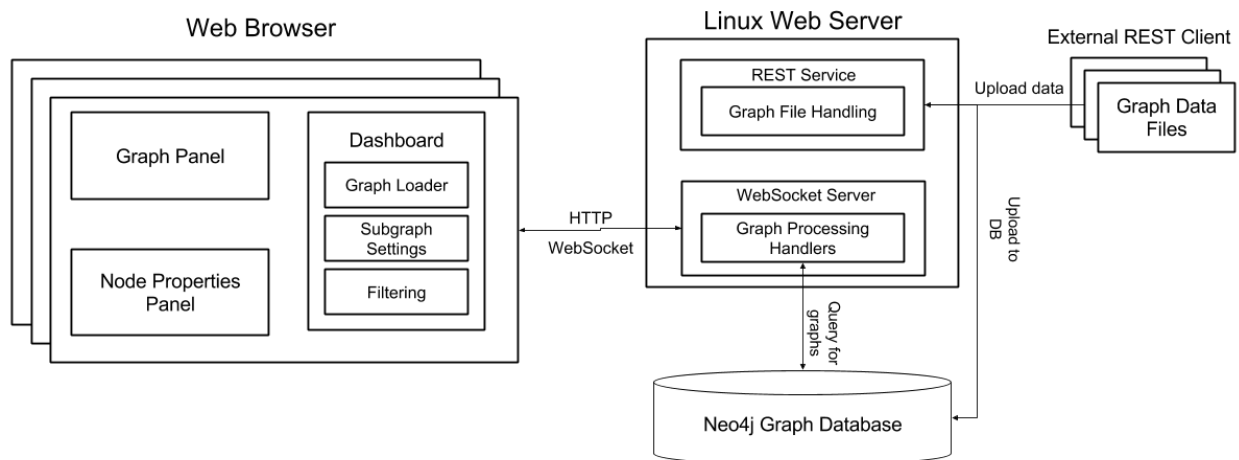 Web Browser
Graph Panel
Node Properties
Panel
Dashboard
Graph Loader
Subgraph
Settings
Filtering
HTTP
WebSocket
Linux Web Server
REST Service
Graph File Handling
WebSocket Server
Graph Processing
Handlers
Query for
graphs
Neo4j Graph Database
External REST Client
Upload data
Graph Data
Files
Upload to
DB